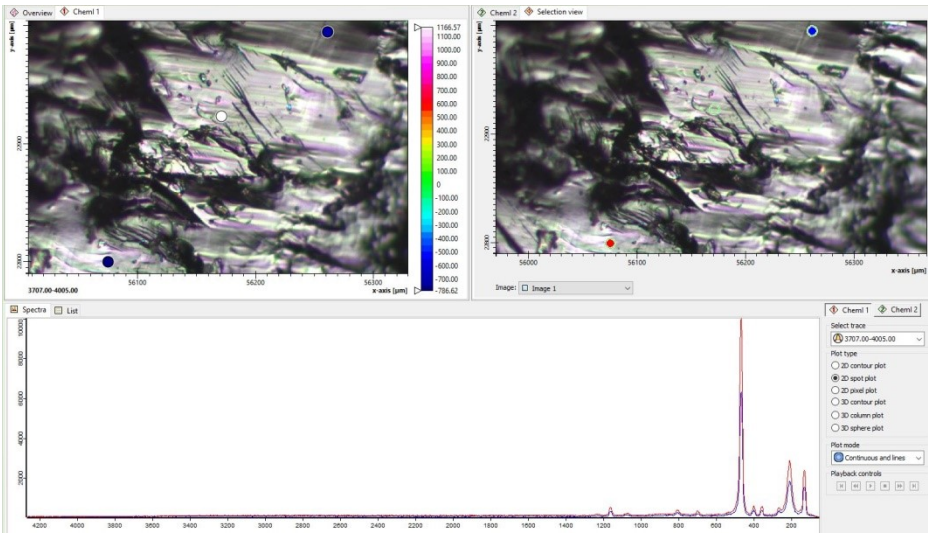 Overview
ChemI 1
y-axis [µm]
22900
22800
56100
56200
56300
x-axis [µm]
3707.00-4005.00
1166.57
1100.00
1000.00
900.00
800.00
700.00
600.00
500.00
400.00
300.00
200.00
100.00
0
-100.00
-200.00
-300.00
-400.00
-500.00
-600.00
-700.00
-786.62
ChemI 2
Selection view
y-axis [µm]
22900
22800
56000
56100
56200
56300
x-axis [µm]
Image:
Image 1
Spectra
List
10000
8000
6000
4000
2000
4200
4000
3800
3600
3400
3200
3000
2800
2600
2400
2200
2000
1800
1600
1400
1200
1000
800
600
400
200
ChemI 1
ChemI 2
Select trace
3707.00-4005.00
Plot type
2D contour plot
2D spot plot
2D pixel plot
3D contour plot
3D column plot
3D sphere plot
Plot mode
Continuous and lines
Playback controls